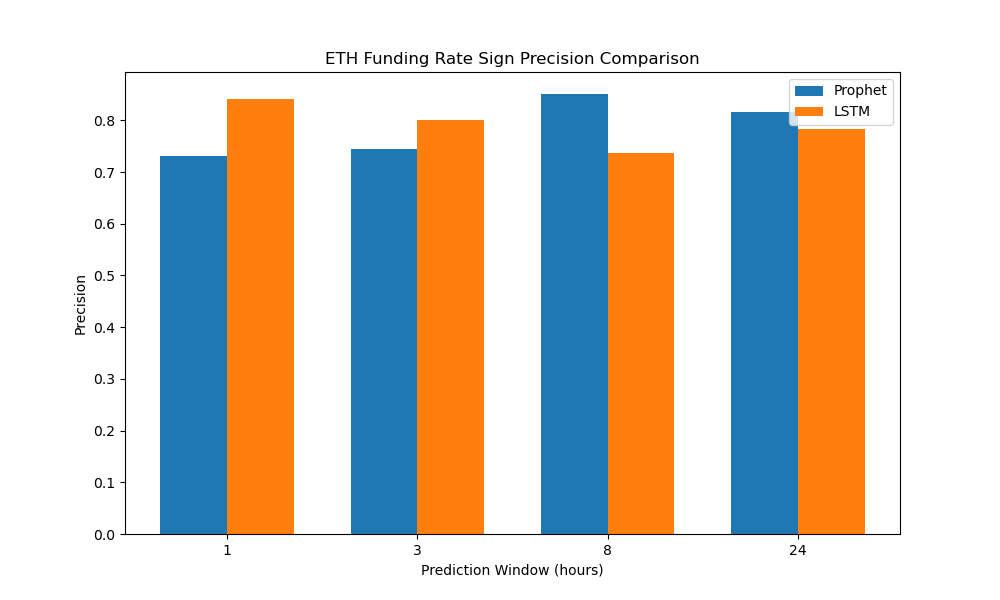 ETH Funding Rate Sign Precision Comparison
Prophet
LSTM
Precision
0.8
0.7
0.6
0.5
0.4
0.3
0.2
0.1
0.0
1
3
8
24
Prediction Window (hours)